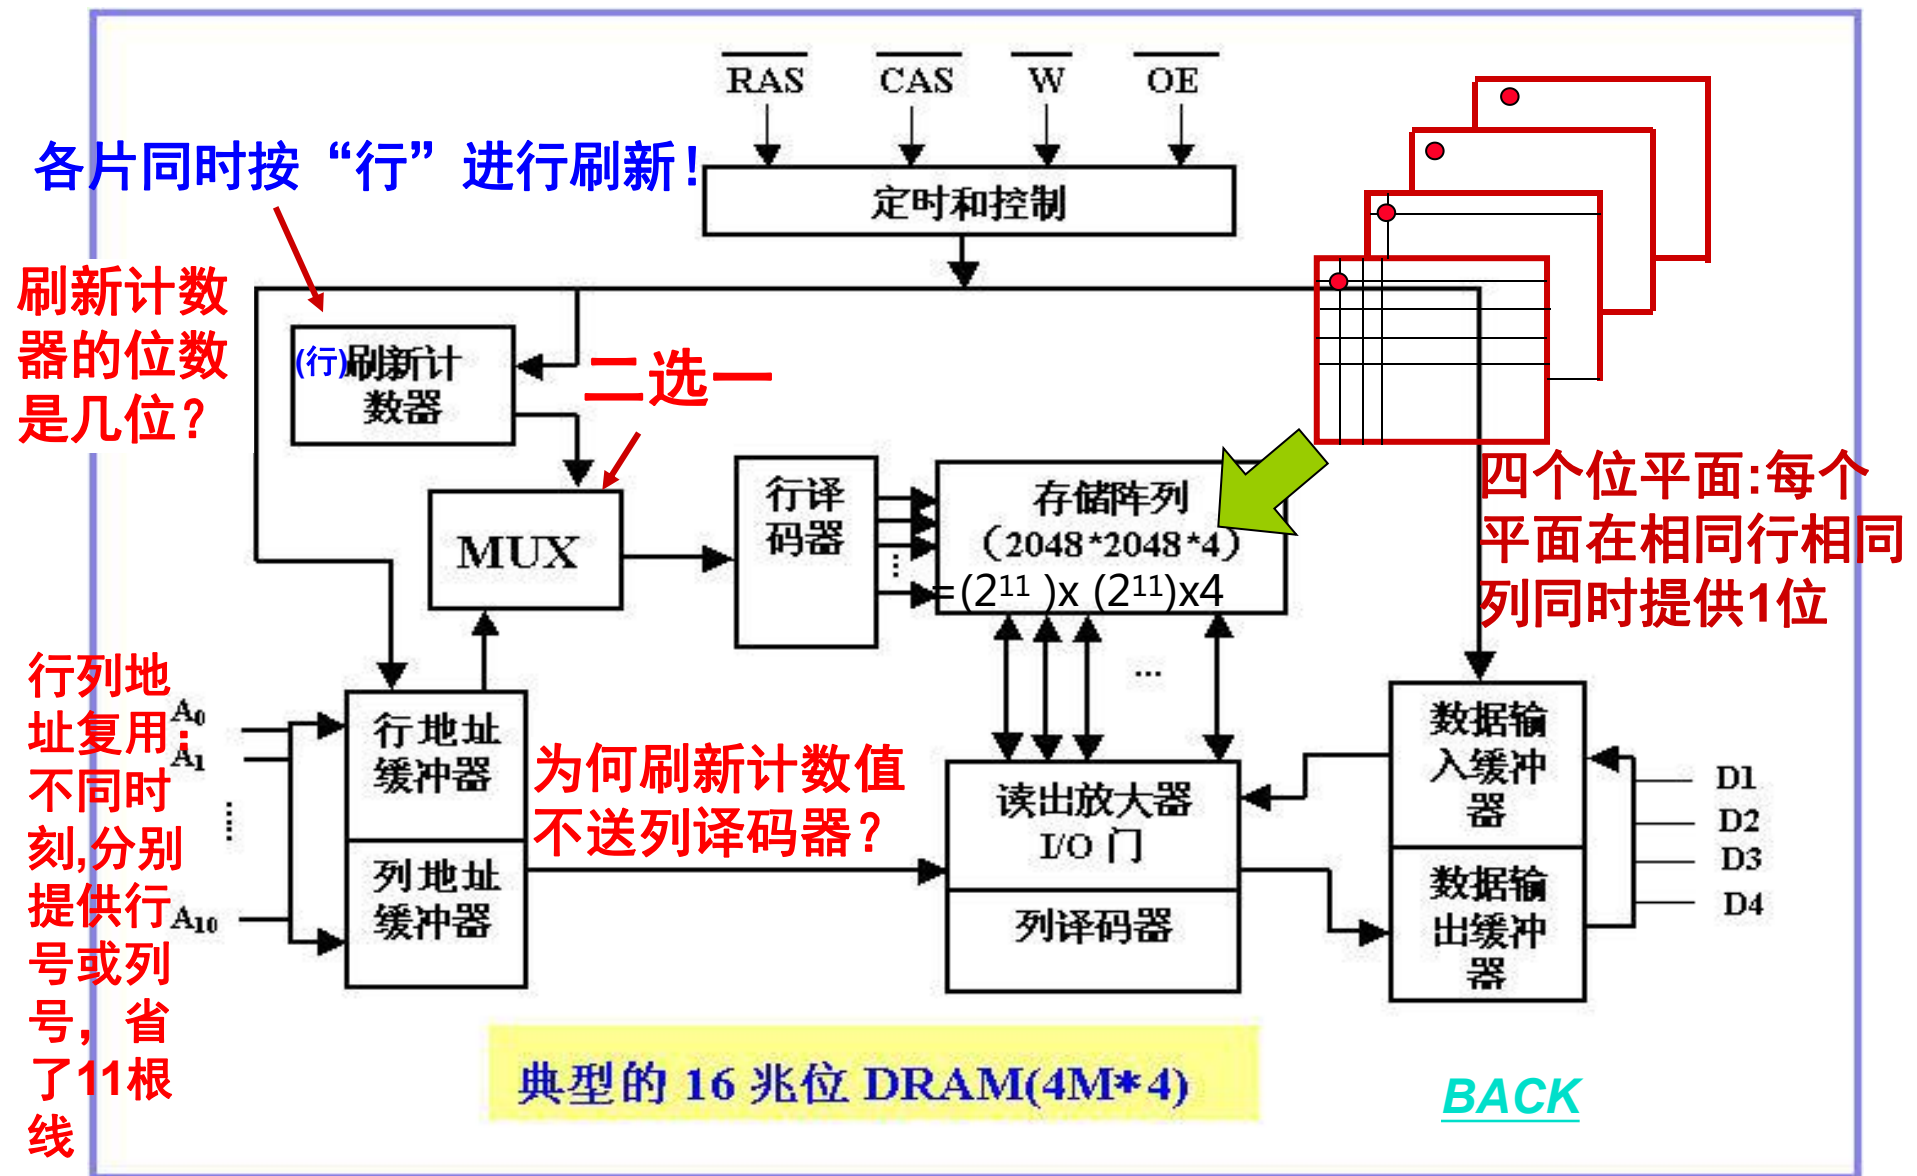 RAS CAS W OE
各片同时按“行”进行刷新！
定时和控制
刷新计数
器的位数
是几位？
(行)刷新计
数器
二选一
MUX
行译
码器
...
存储阵列
（2048*2048*4）
=(2¹¹ )x (2¹¹)x4
四个位平面:每个
平面在相同行相同
列同时提供1位
...
行列地
址复用：
不同时
刻,分别
提供行
号或列
号，省
了11根
线
A₀
A₁
....
A₁₀
行地址
缓冲器
列地址
缓冲器
为何刷新计数值
不送列译码器？
读出放大器
I/O 门
列译码器
数据输
入缓冲
器
数据输
出缓冲
器
D1
D2
D3
D4
典型的 16 兆位 DRAM(4M*4)
BACK